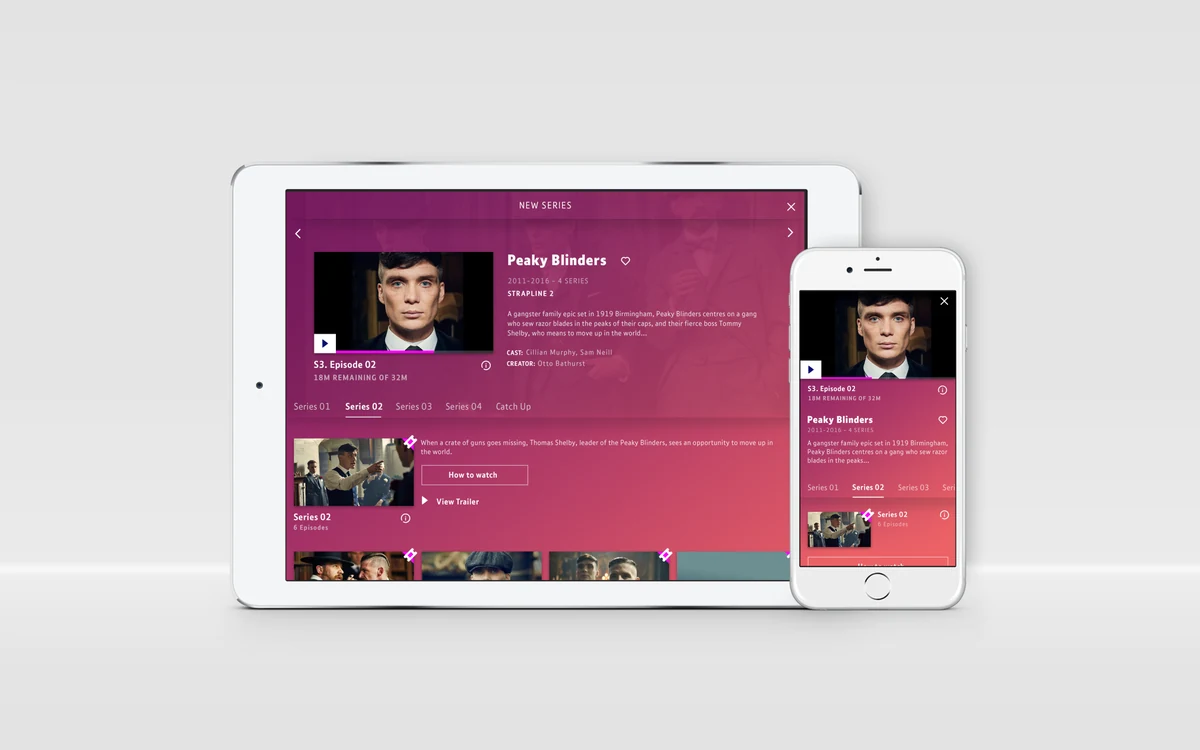 NEW SERIES
Peaky Blinders
2011-2016 - 4 SERIES
STRAPLINE 2
A gangster family epic set in 1919 Birmingham, Peaky Blinders centres on a gang
who sew razor blades in the peaks of their caps, and their fierce boss Tommy
Shelby, who means to move up in the world...
CAST: Cillian Murphy, Sam Neill
CREATOR: Otto Bathurst
S3. Episode 02
18M REMAINING OF 32M
Series 01 Series 02 Series 03 Series 04 Catch Up
When a crate of guns goes missing, Thomas Shelby, leader of the Peaky Blinders, sees an opportunity to move up in
the world.
How to watch
View Trailer
Series 02
6 Episodes
S3. Episode 02
18M REMAINING OF 32M
Peaky Blinders
2011-2016 - 4 SERIES
A gangster family epic set in 1919 Birmingham,
Peaky Blinders centres on a gang who sew razor
blades in the peaks...
Series 01 Series 02 Series 03 Seri
Series 02
6 Episodes
How to watch